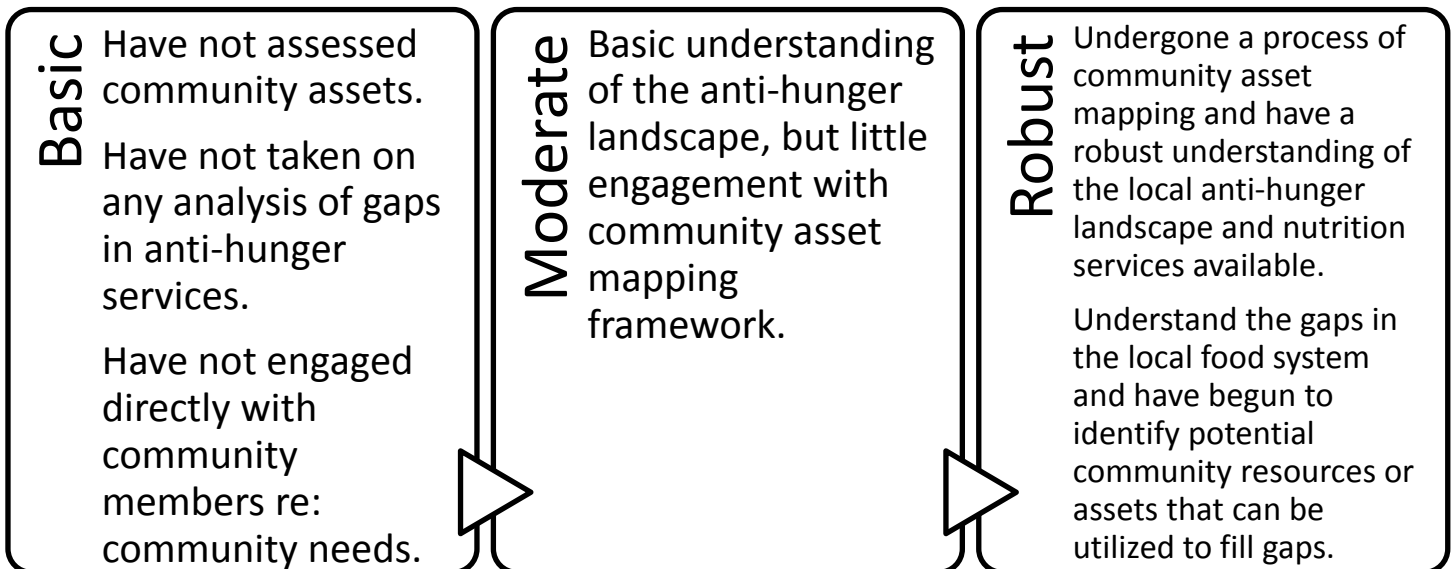 Basic
Have not assessed
community assets.
Have not taken on
any analysis of gaps
in anti-hunger
services.
Have not engaged
directly with
community
members re:
community needs.
Moderate
Basic understanding
of the anti-hunger
landscape, but little
engagement with
community asset
mapping
framework.
Robust
Undergone a process of
community asset
mapping and have a
robust understanding of
the local anti-hunger
landscape and nutrition
services available.
Understand the gaps in
the local food system
and have begun to
identify potential
community resources or
assets that can be
utilized to fill gaps.